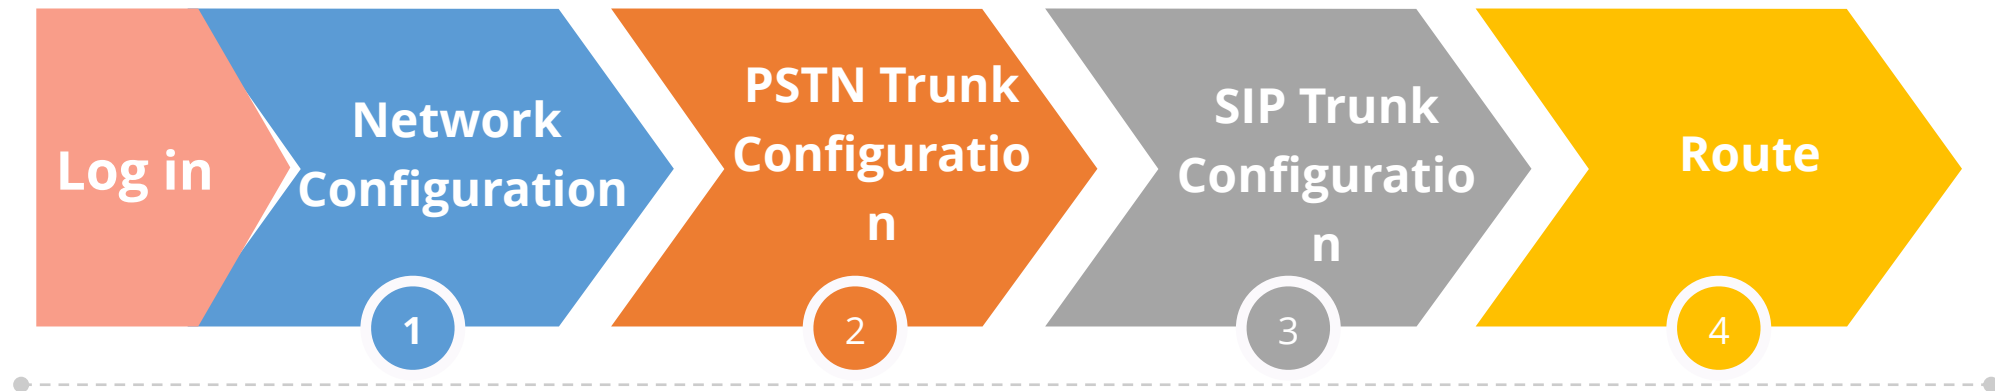 Log in
Network
Configuration
1
PSTN Trunk
Configuratio
n
2
SIP Trunk
Configuratio
n
3
Route
4